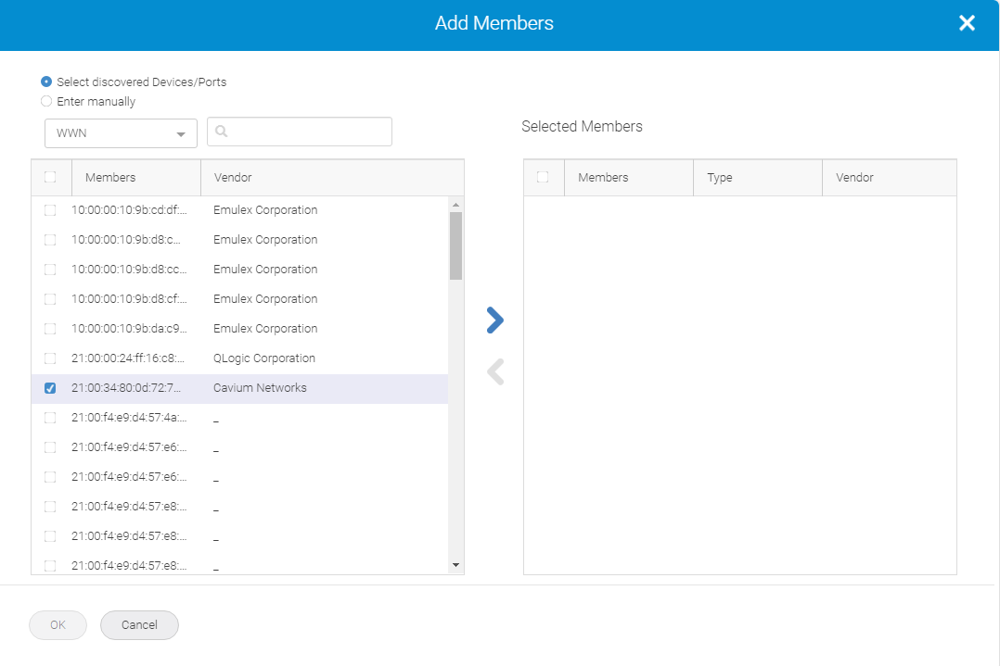 Add Members
Select discovered Devices/Ports
Enter manually
WWN
Selected Members
Members Vendor
Members Type Vendor
10:00:00:10:9b:cd:df:... Emulex Corporation
10:00:00:10:9b:d8:c... Emulex Corporation
10:00:00:10:9b:d8:cc... Emulex Corporation
10:00:00:10:9b:d8:cf:... Emulex Corporation
10:00:00:10:9b:da:c9... Emulex Corporation
21:00:00:24:ff:16:c8:... QLogic Corporation
21:00:34:80:0d:72:7... Cavium Networks
21:00:f4:e9:d4:57:4a:... _
21:00:f4:e9:d4:57:e6:... _
21:00:f4:e9:d4:57:e6:... _
21:00:f4:e9:d4:57:e8:... _
21:00:f4:e9:d4:57:e8:... _
21:00:f4:e9:d4:57:e8:... _
OK Cancel